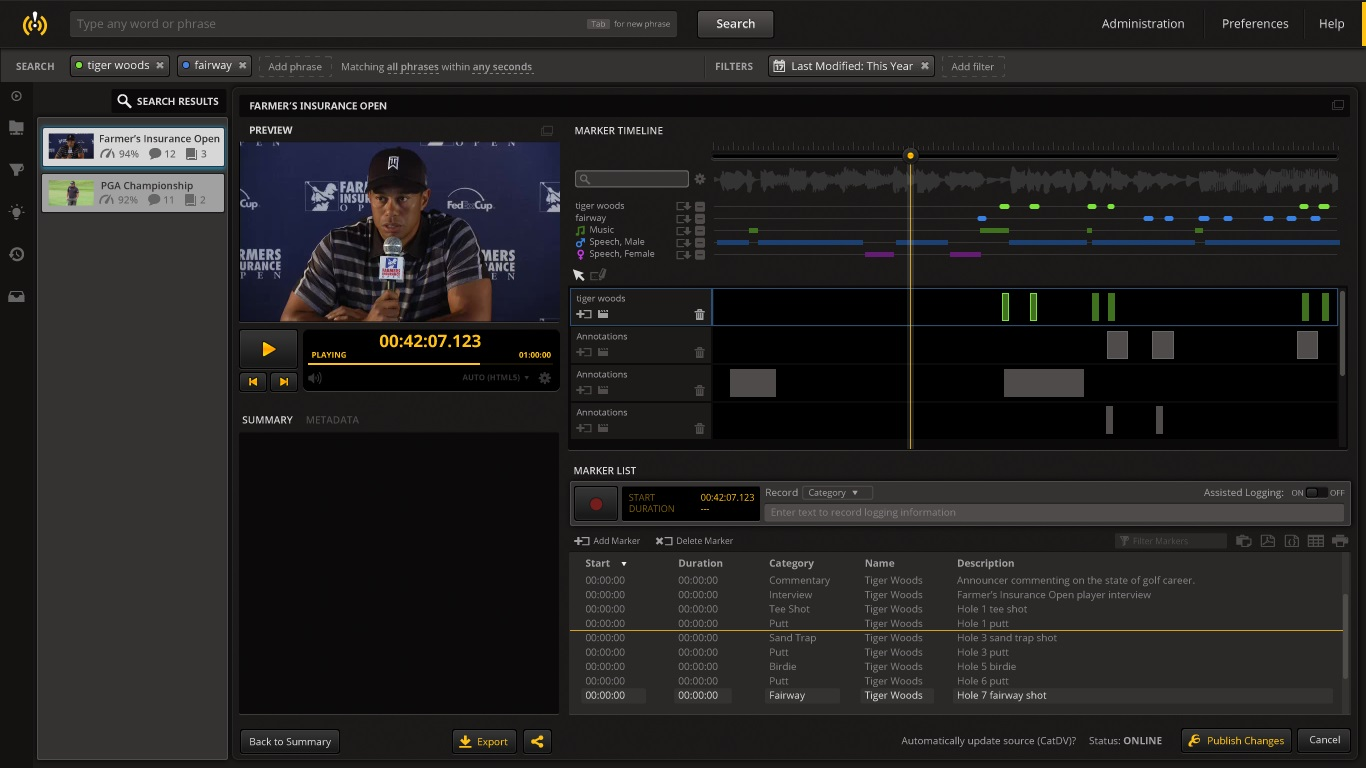 Type any word or phrase
Tab for new phrase
Search
Administration
Preferences
Help
SEARCH
tiger woods ×
fairway ×
Add phrase
Matching all phrases within any seconds
FILTERS
17 Last Modified: This Year ×
Add filter
SEARCH RESULTS
Farmer's Insurance Open
94% 12 3
PGA Championship
92% 11 2
FARMER'S INSURANCE OPEN
PREVIEW
TW
FARMERS
INSURANCE
OPEN
FedExCup
RMERS
URANCE
PEN
FARMERS
INSURANCE
OPEN
00:42:07.123
PLAYING
01:00:00
AUTO (HTML5)
SUMMARY
METADATA
MARKER TIMELINE
tiger woods
fairway
Music
Speech, Male
Speech, Female
tiger woods
Annotations
Annotations
Annotations
MARKER LIST
START 00:42:07.123
DURATION ---
Record
Category
Assisted Logging: ON OFF
Enter text to record logging information
Add Marker
Delete Marker
Filter Markers
Start Duration Category Name Description
00:00:00 00:00:00 Commentary Tiger Woods Announcer commenting on the state of golf career.
00:00:00 00:00:00 Interview Tiger Woods Farmer's Insurance Open player interview
00:00:00 00:00:00 Tee Shot Tiger Woods Hole 1 tee shot
00:00:00 00:00:00 Putt Tiger Woods Hole 1 putt
00:00:00 00:00:00 Sand Trap Tiger Woods Hole 3 sand trap shot
00:00:00 00:00:00 Putt Tiger Woods Hole 3 putt
00:00:00 00:00:00 Birdie Tiger Woods Hole 5 birdie
00:00:00 00:00:00 Putt Tiger Woods Hole 6 putt
00:00:00 00:00:00 Fairway Tiger Woods Hole 7 fairway shot
Back to Summary
Export
Automatically update source (CatDV)?
Status: ONLINE
Publish Changes
Cancel